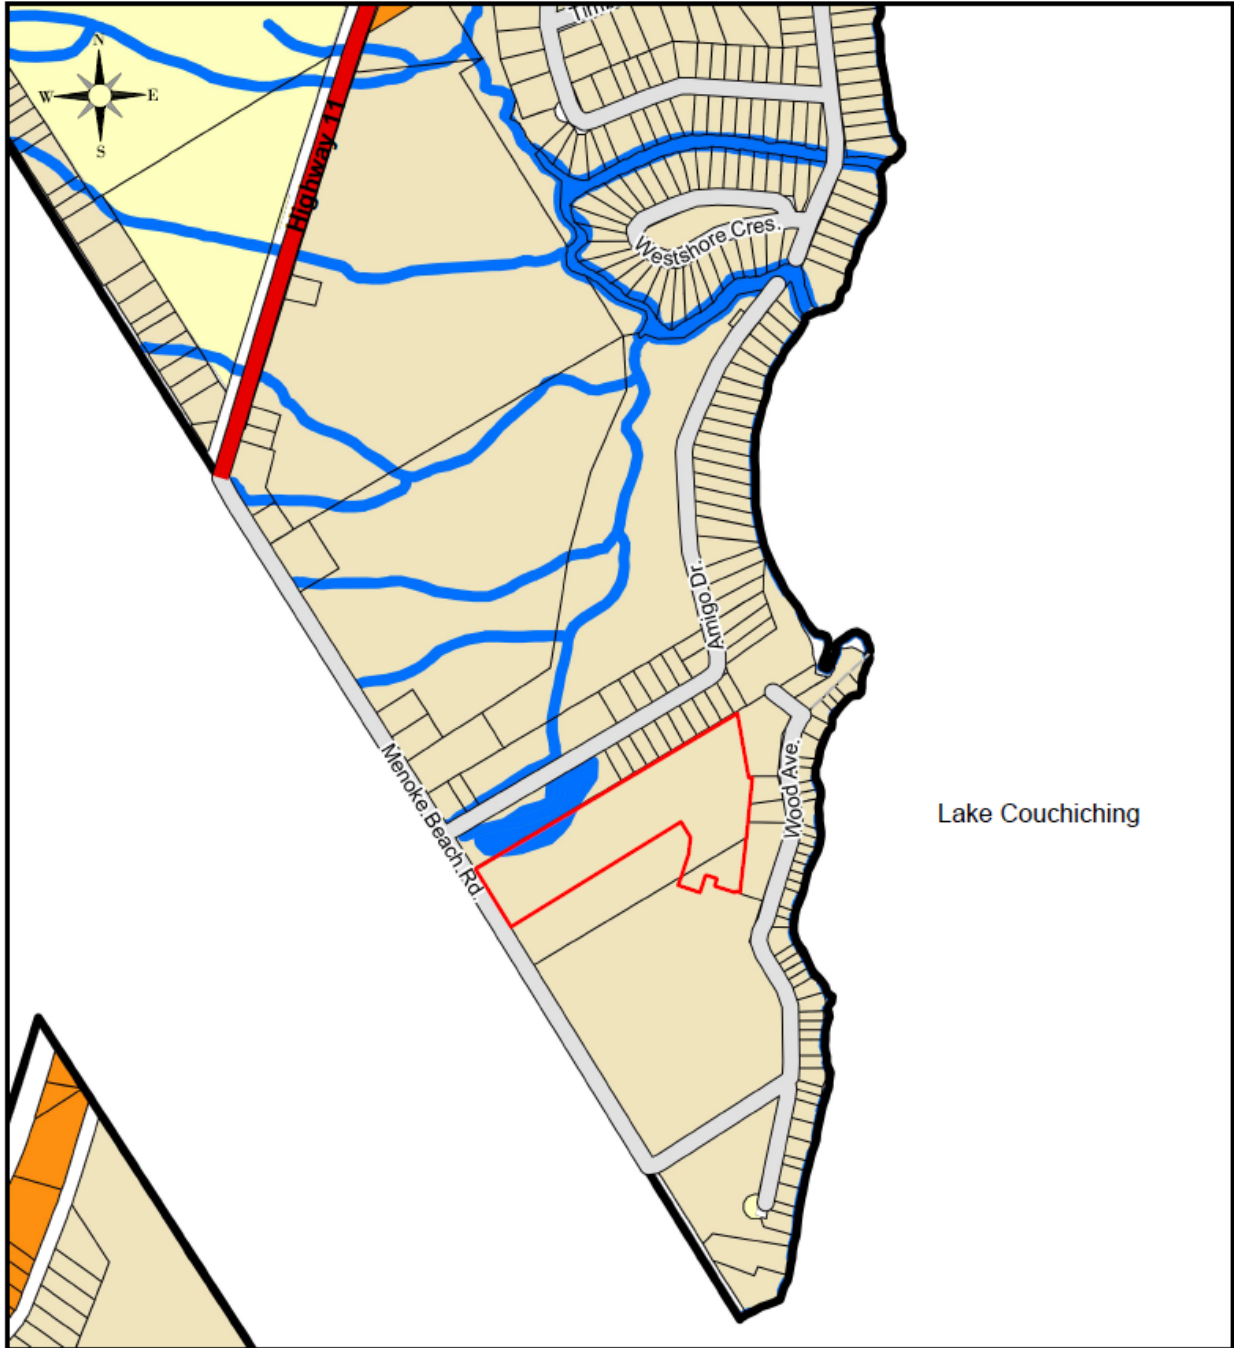 N
W E
S
Highway 11
Westshore Cres.
Amigo Dr.
Menoke Beach Rd.
Wood Ave.
Lake Couchiching